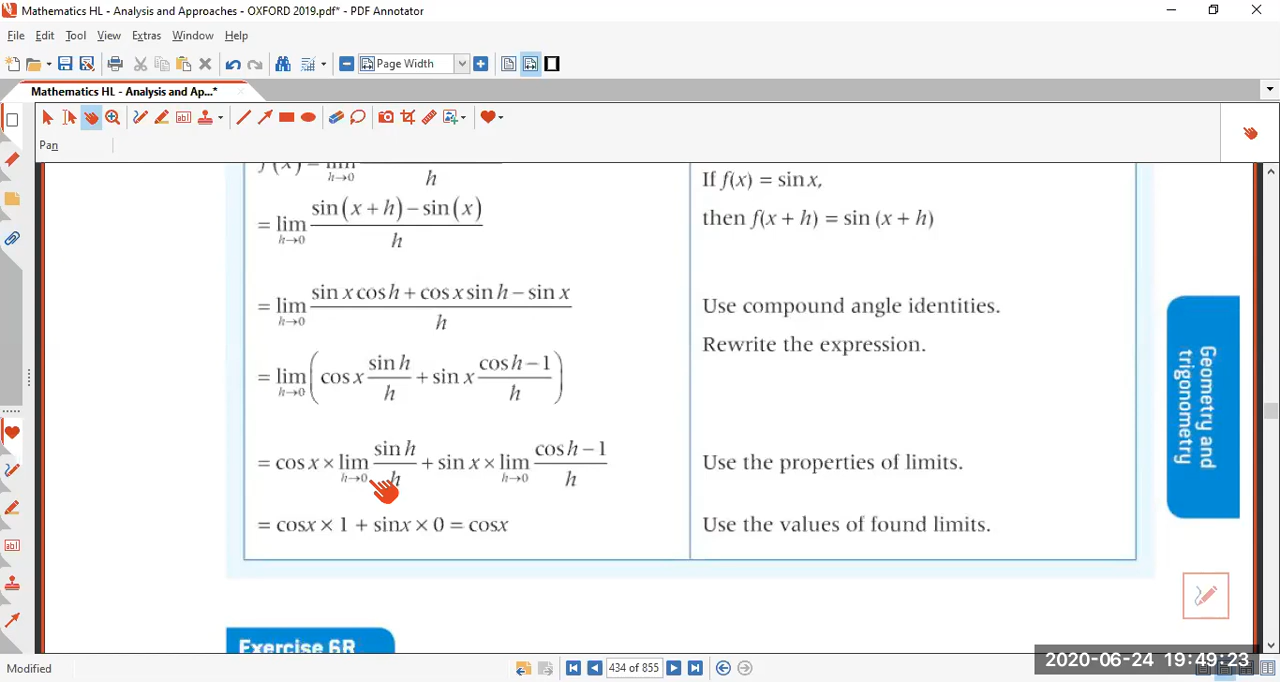 Mathematics HL - Analysis and Approaches - OXFORD 2019.pdf* - PDF Annotator
File Edit Tool View Extras Window Help
Page Width
Mathematics HL - Analysis and Ap...*
Pan
f′(x) = lim h→0 / h
If f(x) = sin x,
= lim h→0 (sin(x + h) − sin(x)) / h
then f(x + h) = sin (x + h)
= lim h→0 (sin x cos h + cos x sin h − sin x) / h
Use compound angle identities.
Rewrite the expression.
= lim h→0 (cos x (sin h / h) + sin x ((cos h − 1) / h))
= cos x × lim h→0 (sin h / h) + sin x × lim h→0 ((cos h − 1) / h)
Use the properties of limits.
= cosx × 1 + sinx × 0 = cosx
Use the values of found limits.
Geometry and
trigonometry
Exercise 6R
Modified
434 of 855
2020-06-24 19:49:23